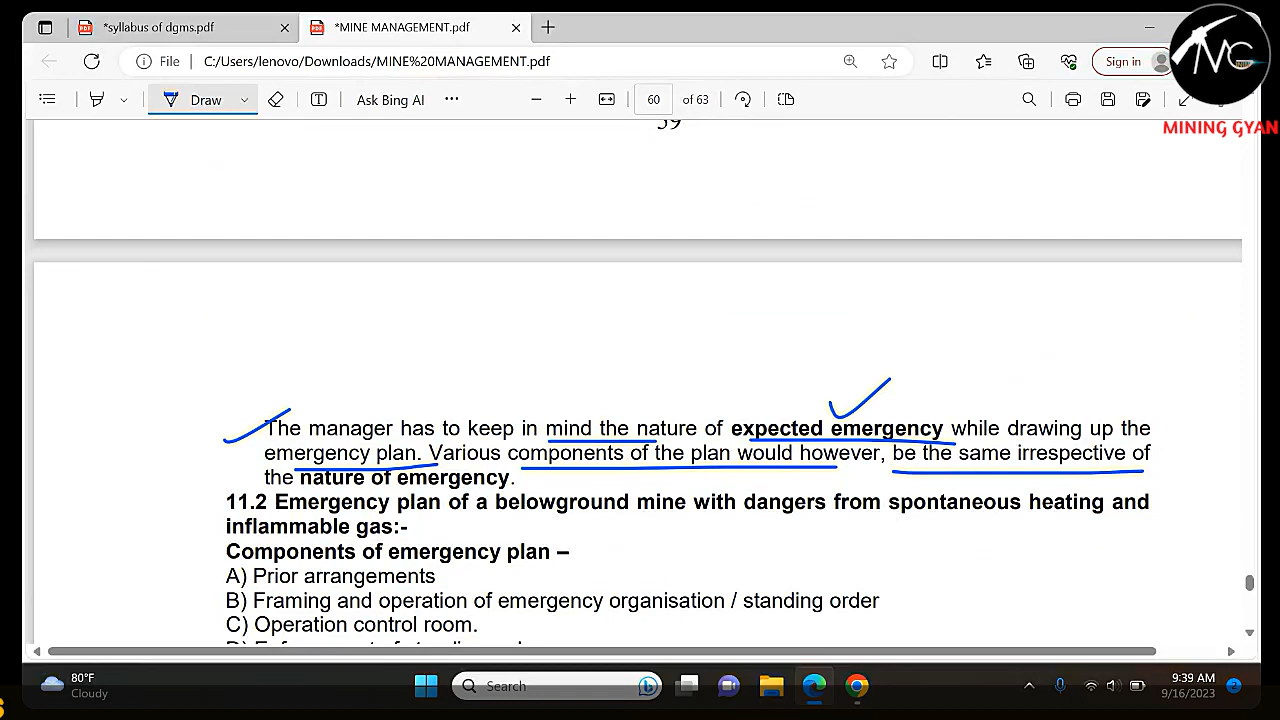 *syllabus of dgms.pdf
*MINE MANAGEMENT.pdf
File C:/Users/lenovo/Downloads/MINE%20MANAGEMENT.pdf
Sign in
MC
MINING GYAN
Draw
Ask Bing AI
60 of 63
59
The manager has to keep in mind the nature of expected emergency while drawing up the
emergency plan. Various components of the plan would however, be the same irrespective of
the nature of emergency.
11.2 Emergency plan of a belowground mine with dangers from spontaneous heating and
inflammable gas:-
Components of emergency plan –
A) Prior arrangements
B) Framing and operation of emergency organisation / standing order
C) Operation control room.
80°F
Cloudy
Search
9:39 AM
9/16/2023
2